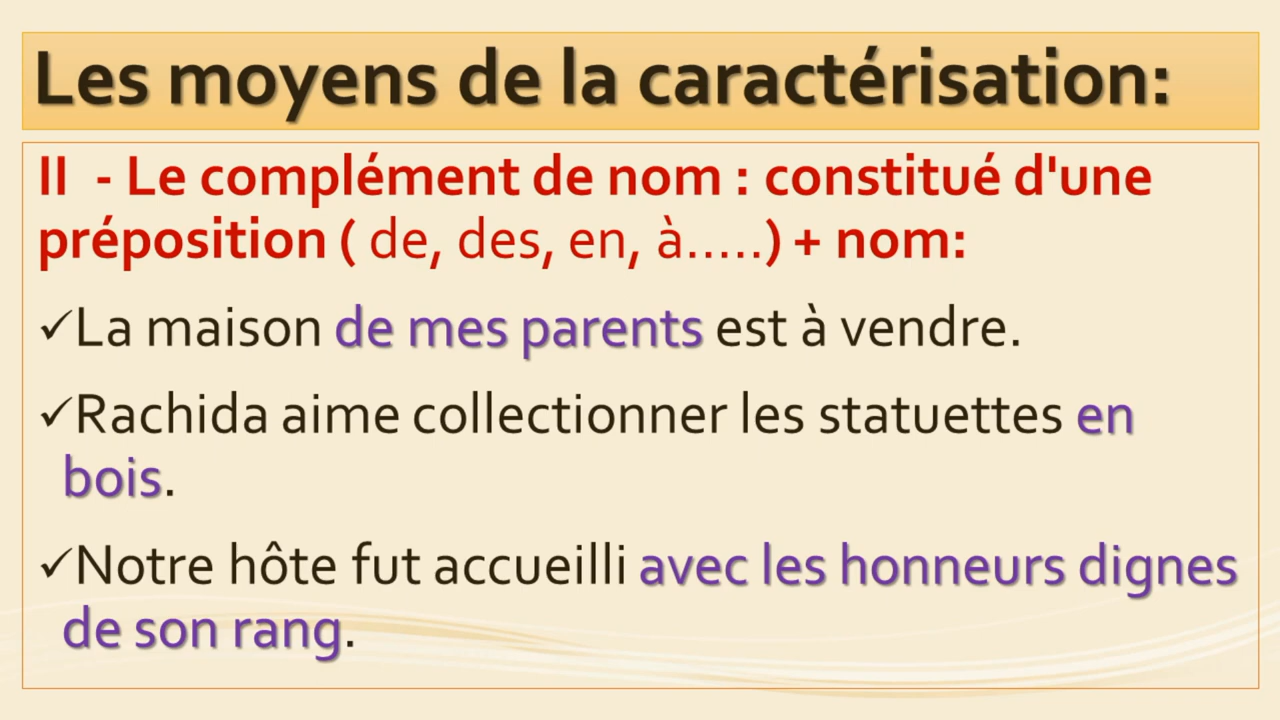 Les moyens de la caractérisation:
II - Le complément de nom : constitué d'une
préposition ( de, des, en, à.....) + nom:
✓La maison de mes parents est à vendre.
✓Rachida aime collectionner les statuettes en
bois.
✓Notre hôte fut accueilli avec les honneurs dignes
de son rang.